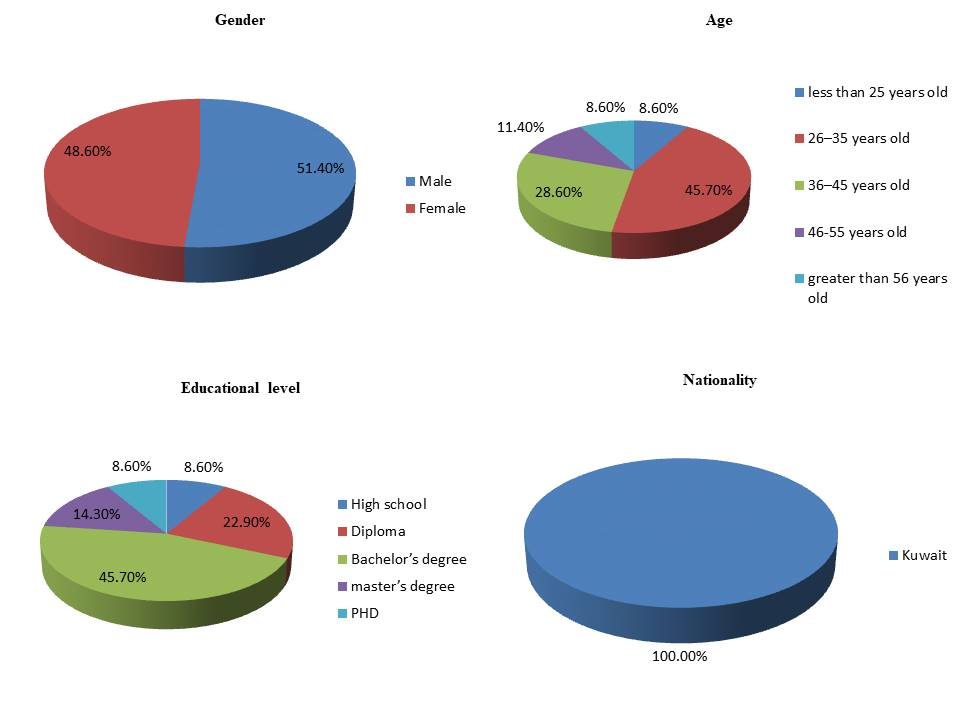 Gender
48.60%
51.40%
Male
Female
Age
8.60%
8.60%
11.40%
28.60%
45.70%
less than 25 years old
26–35 years old
36–45 years old
46-55 years old
greater than 56 years
old
Educational level
8.60%
8.60%
14.30%
22.90%
45.70%
High school
Diploma
Bachelor’s degree
master’s degree
PHD
Nationality
Kuwait
100.00%